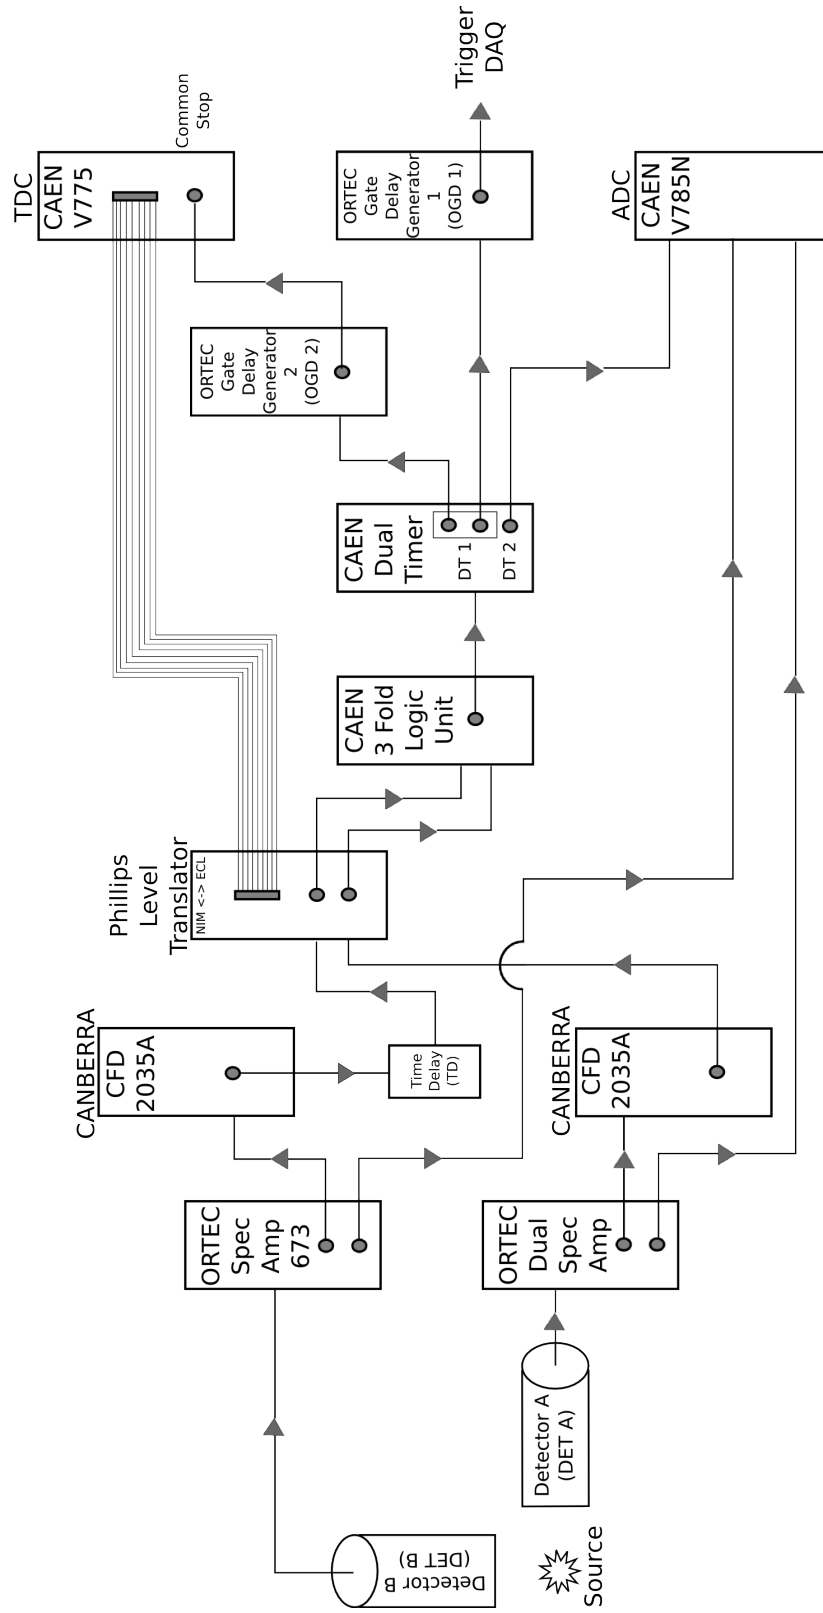 TDC
CAEN
V775
Common
Stop
ORTEC
Gate
Delay
Generator
1
(OGD 1)
Trigger
DAQ
ADC
CAEN
V785N
ORTEC
Gate
Delay
Generator
2
(OGD 2)
CAEN
Dual
Timer
DT 1
DT 2
CAEN
3 Fold
Logic
Unit
Phillips
Level
Translator
NIM <-> ECL
CANBERRA
CFD
2035A
Time
Delay
(TD)
CANBERRA
CFD
2035A
ORTEC
Spec
Amp
673
ORTEC
Dual
Spec
Amp
Detector A
(DET A)
Detector B
(DET B)
Source